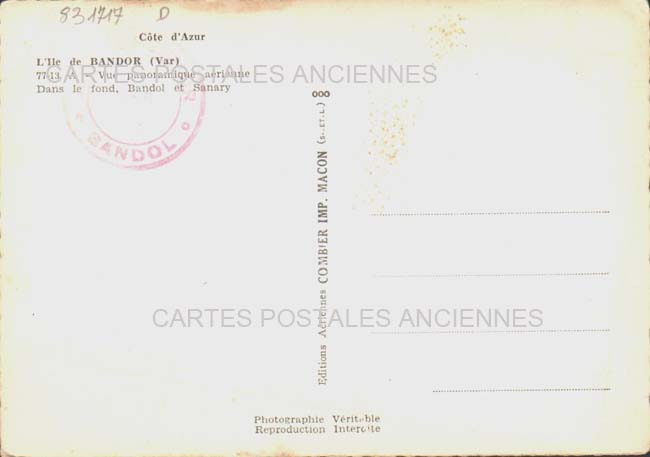 831717 D
Côte d'Azur
L'Ile de BANDOR (Var)
77-13 A - Vue panoramique aérienne
Dans le fond, Bandol et Sanary
CARTES POSTALES ANCIENNES
BANDOL
000
Editions Aériennes COMBIER IMP. MACON (S.-ET-L.)
CARTES POSTALES ANCIENNES
Photographie Véritable
Reproduction Interdite